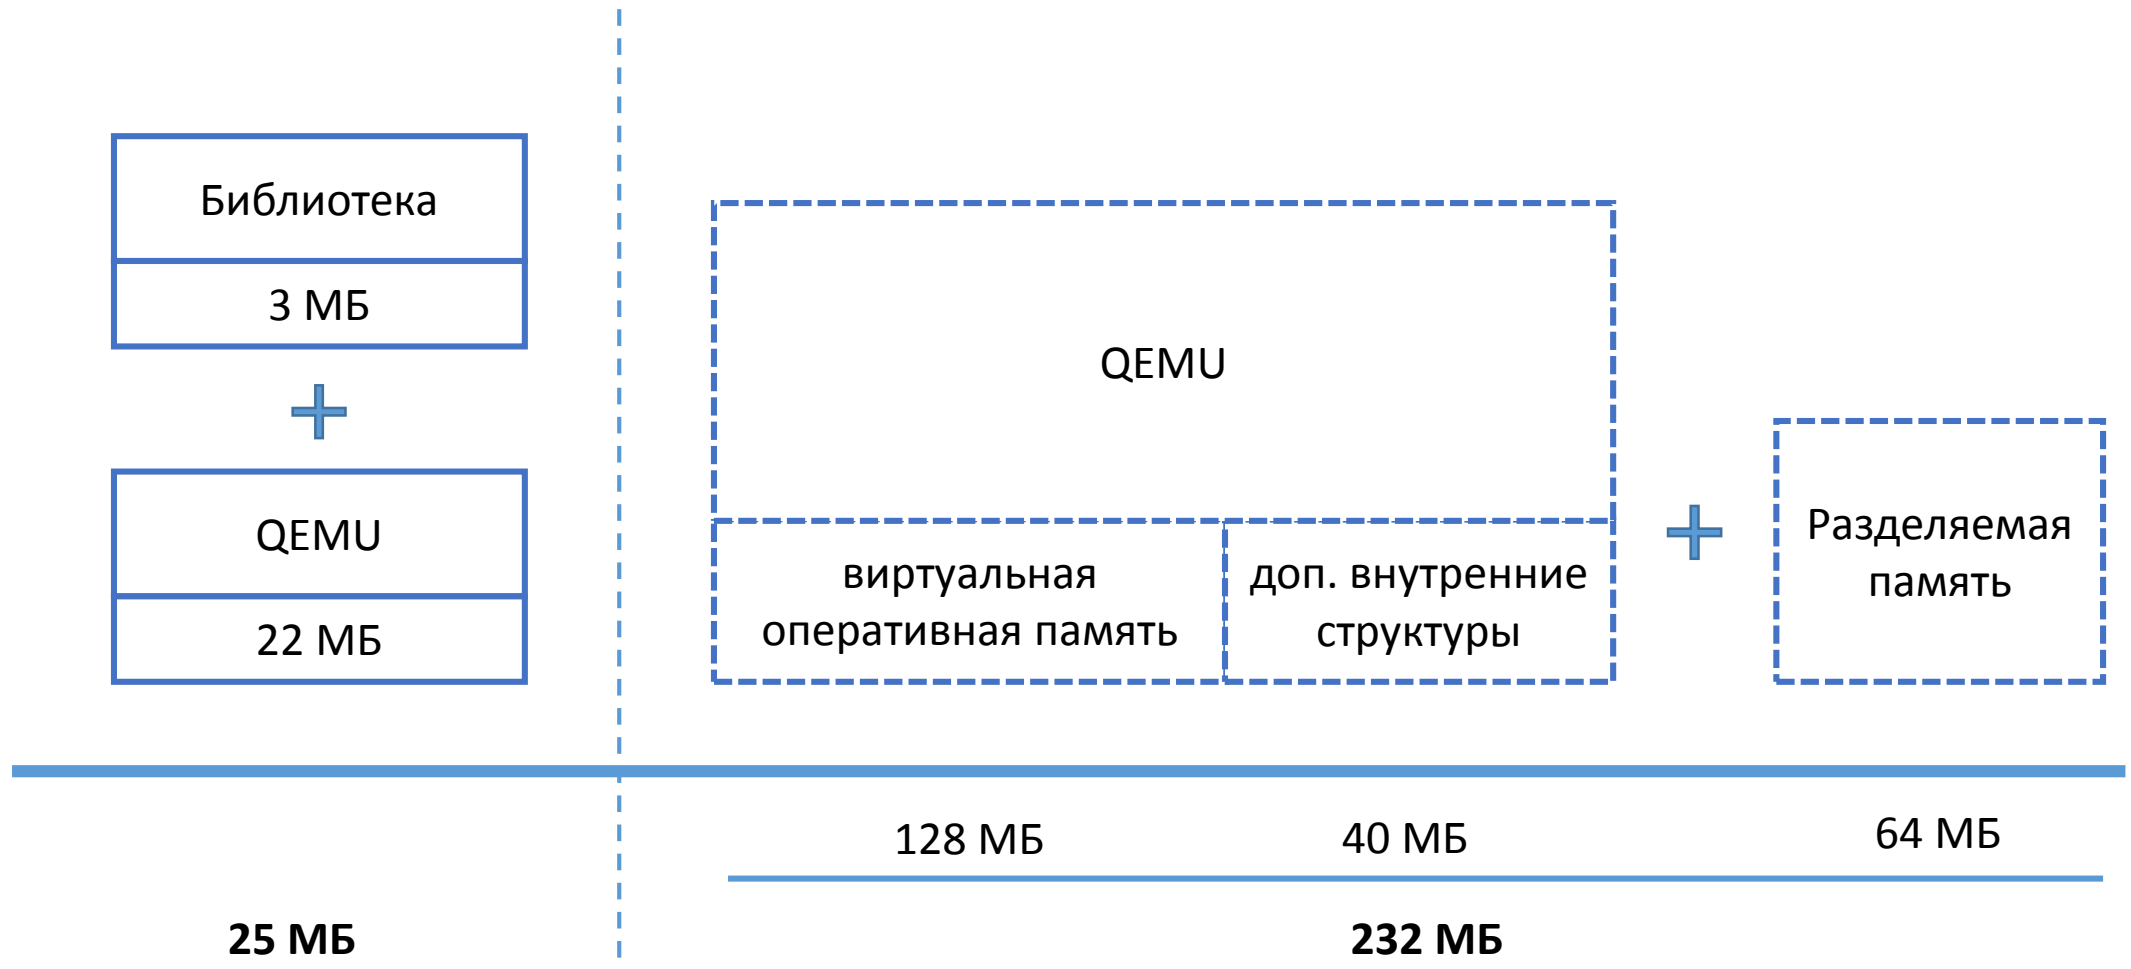 Библиотека
3 МБ
QEMU
22 МБ
QEMU
виртуальная
оперативная память
доп. внутренние
структуры
Разделяемая
память
128 МБ
40 МБ
64 МБ
25 МБ
232 МБ